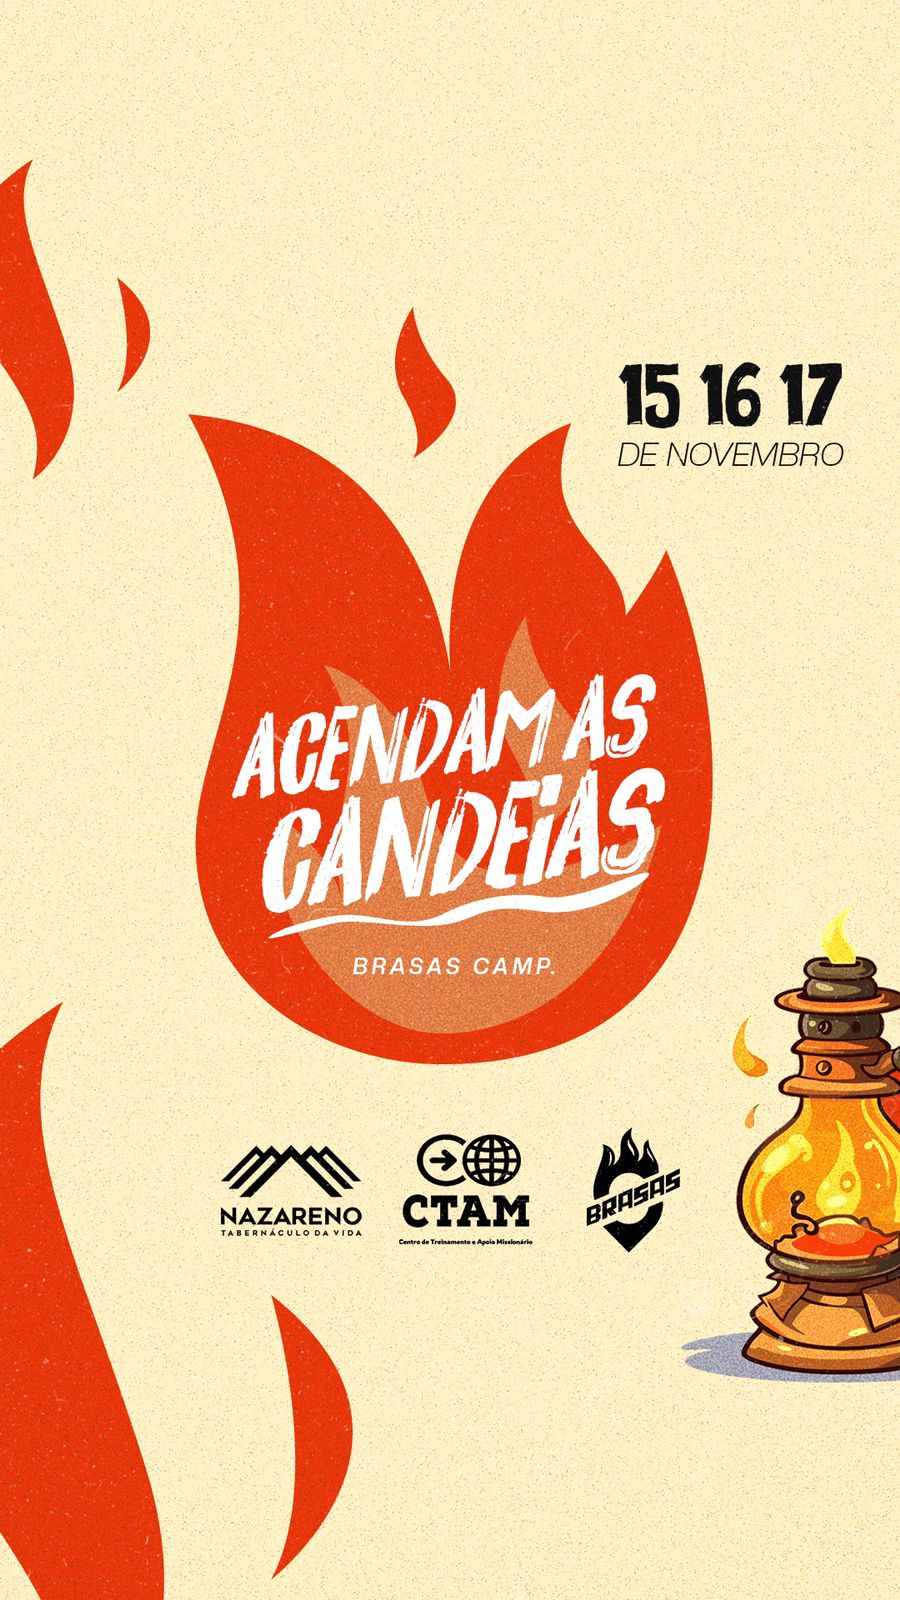 15 16 17
DE NOVEMBRO
ACENDAM AS
CANDEiAS
BRASAS CAMP.
NAZARENO
TABERNÁCULO DA VIDA
CTAM
Centro de Treinamento e Apoio Missionário
BRASAS